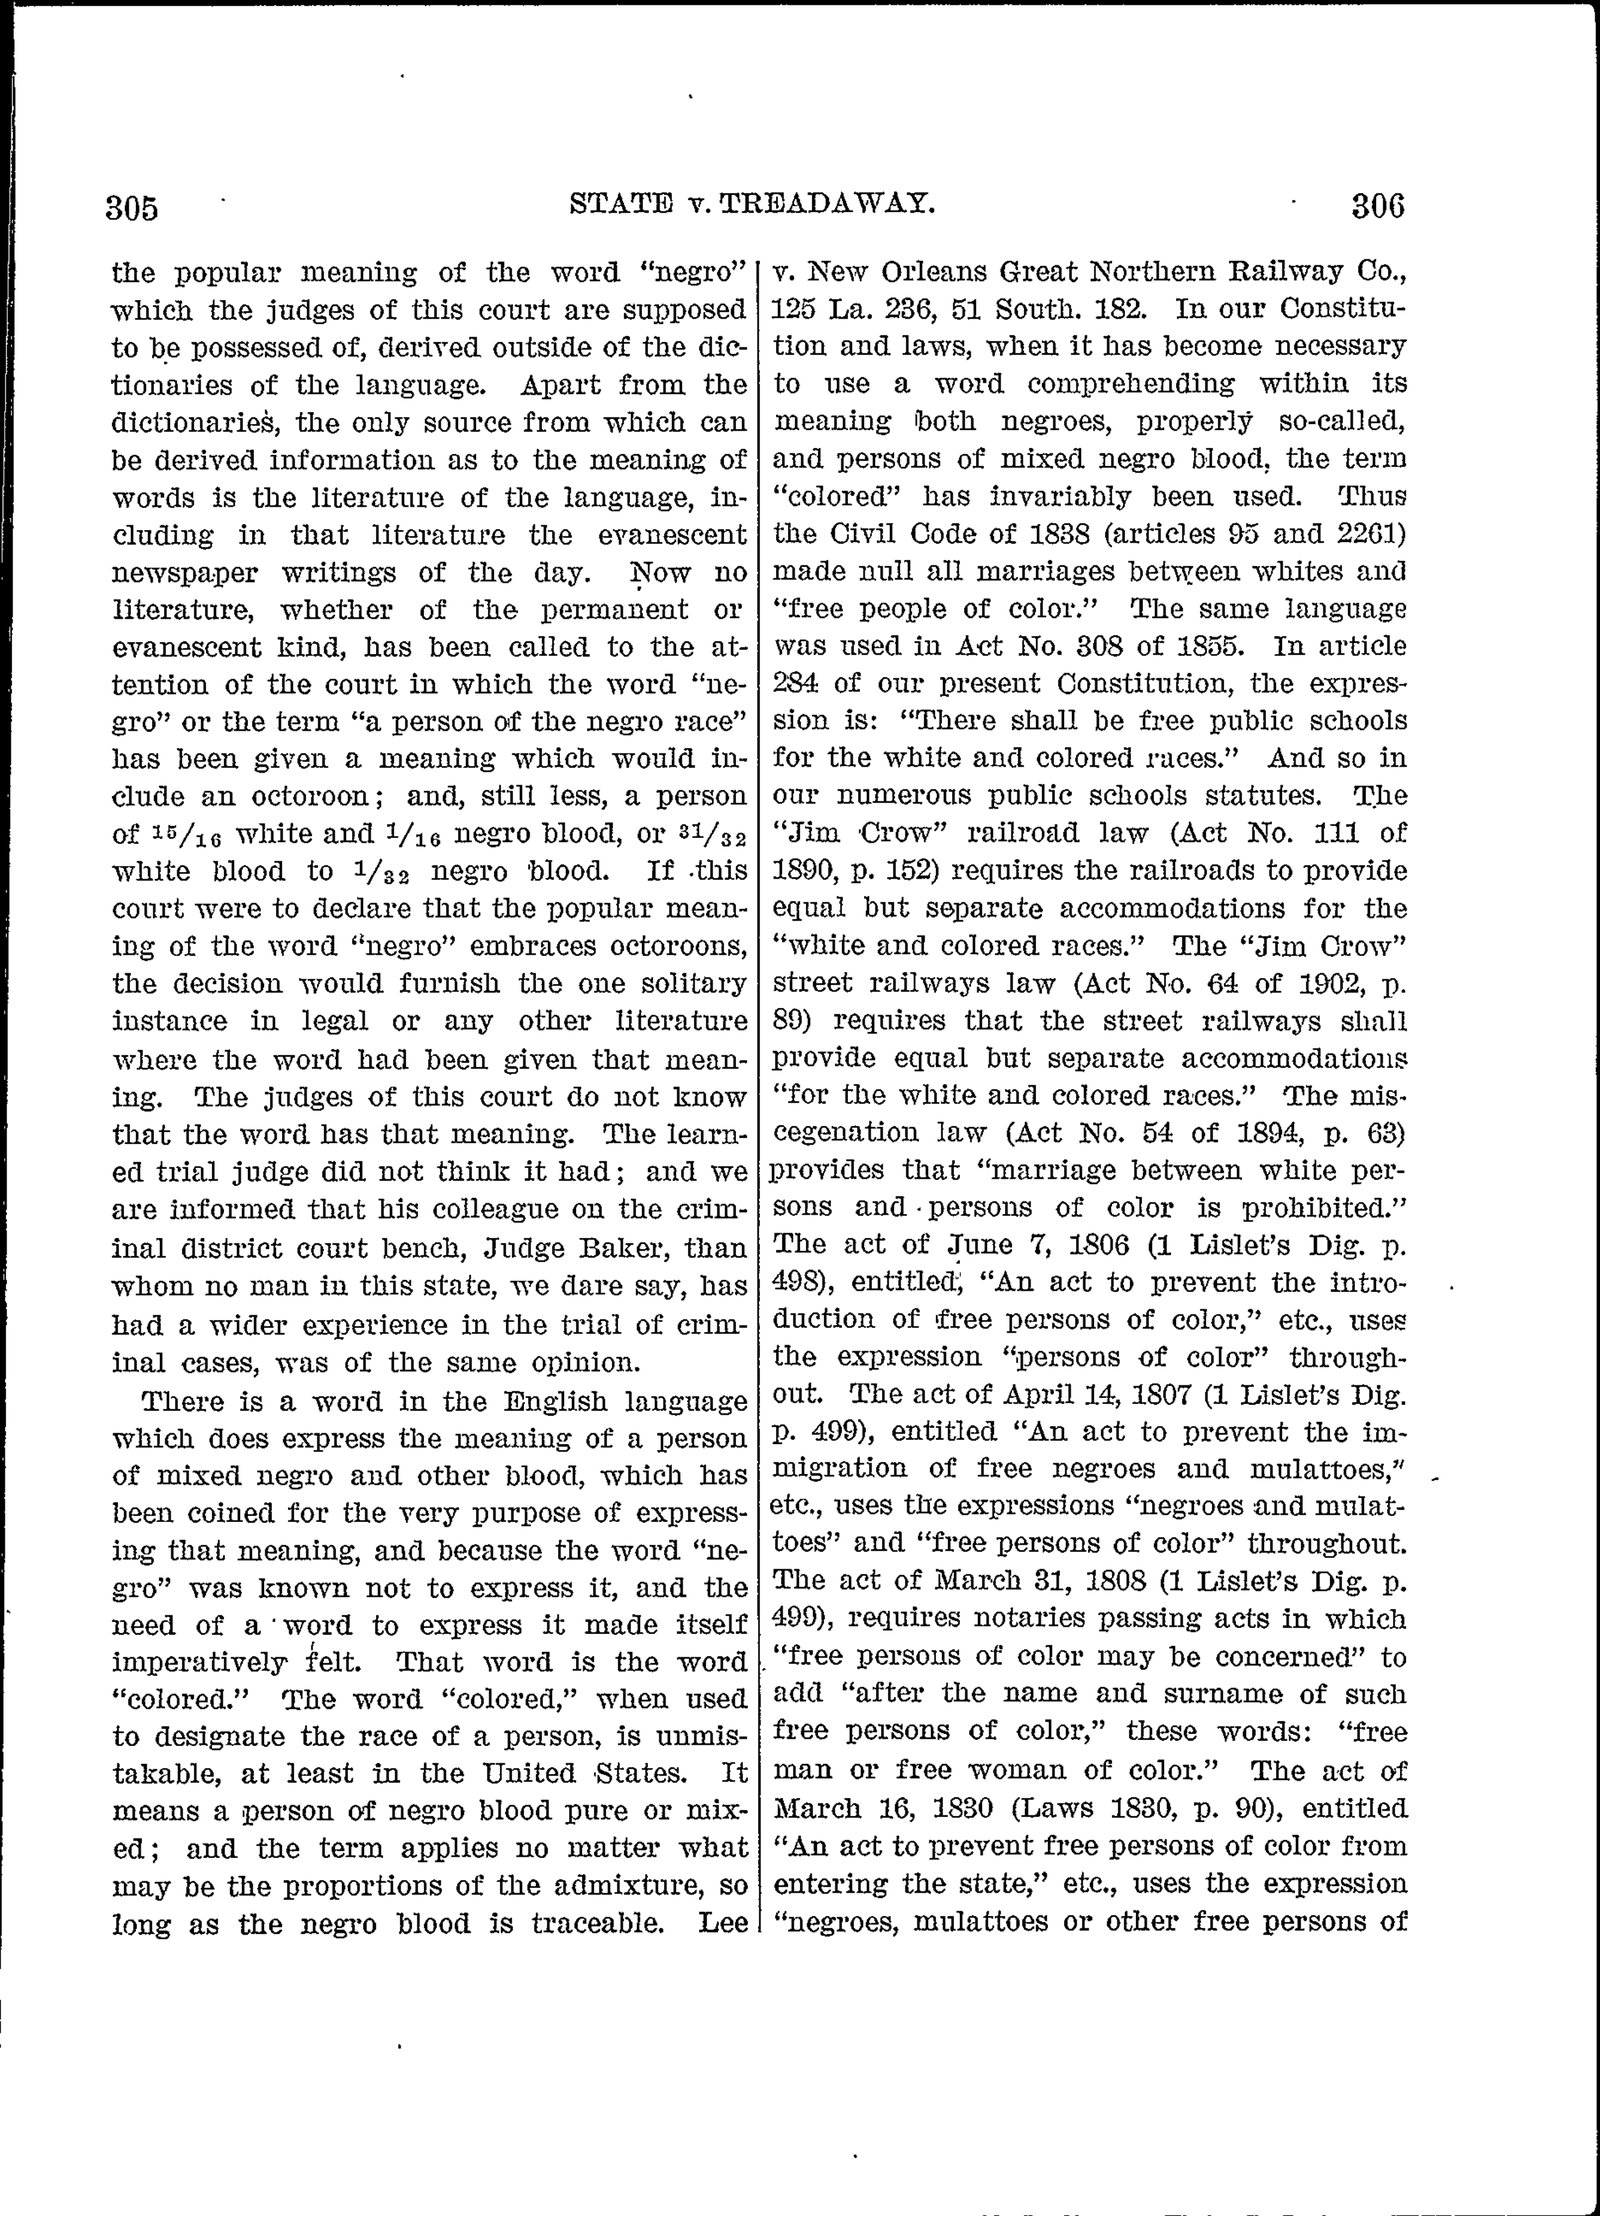 305
STATE v. TREADAWAY.
306
the popular meaning of the word “negro”
which the judges of this court are supposed
to be possessed of, derived outside of the dic-
tionaries of the language. Apart from the
dictionaries, the only source from which can
be derived information as to the meaning of
words is the literature of the language, in-
cluding in that literature the evanescent
newspaper writings of the day. Now no
literature, whether of the permanent or
evanescent kind, has been called to the at-
tention of the court in which the word “ne-
gro” or the term “a person of the negro race”
has been given a meaning which would in-
clude an octoroon; and, still less, a person
of 15/16 white and 1/16 negro blood, or 31/32
white blood to 1/32 negro blood. If this
court were to declare that the popular mean-
ing of the word “negro” embraces octoroons,
the decision would furnish the one solitary
instance in legal or any other literature
where the word had been given that mean-
ing. The judges of this court do not know
that the word has that meaning. The learn-
ed trial judge did not think it had; and we
are informed that his colleague on the crim-
inal district court bench, Judge Baker, than
whom no man in this state, we dare say, has
had a wider experience in the trial of crim-
inal cases, was of the same opinion.
There is a word in the English language
which does express the meaning of a person
of mixed negro and other blood, which has
been coined for the very purpose of express-
ing that meaning, and because the word “ne-
gro” was known not to express it, and the
need of a word to express it made itself
imperatively felt. That word is the word
“colored.” The word “colored,” when used
to designate the race of a person, is unmis-
takable, at least in the United States. It
means a person of negro blood pure or mix-
ed; and the term applies no matter what
may be the proportions of the admixture, so
long as the negro blood is traceable. Lee
v. New Orleans Great Northern Railway Co.,
125 La. 236, 51 South. 182. In our Constitu-
tion and laws, when it has become necessary
to use a word comprehending within its
meaning both negroes, properly so-called,
and persons of mixed negro blood, the term
“colored” has invariably been used. Thus
the Civil Code of 1838 (articles 95 and 2261)
made null all marriages between whites and
“free people of color.” The same language
was used in Act No. 308 of 1855. In article
284 of our present Constitution, the expres-
sion is: “There shall be free public schools
for the white and colored races.” And so in
our numerous public schools statutes. The
“Jim Crow” railroad law (Act No. 111 of
1890, p. 152) requires the railroads to provide
equal but separate accommodations for the
“white and colored races.” The “Jim Crow”
street railways law (Act No. 64 of 1902, p.
89) requires that the street railways shall
provide equal but separate accommodations
“for the white and colored races.” The mis-
cegenation law (Act No. 54 of 1894, p. 63)
provides that “marriage between white per-
sons and persons of color is prohibited.”
The act of June 7, 1806 (1 Lislet’s Dig. p.
498), entitled, “An act to prevent the intro-
duction of free persons of color,” etc., uses
the expression “persons of color” through-
out. The act of April 14, 1807 (1 Lislet’s Dig.
p. 499), entitled “An act to prevent the im-
migration of free negroes and mulattoes,”
etc., uses the expressions “negroes and mulat-
toes” and “free persons of color” throughout.
The act of March 31, 1808 (1 Lislet’s Dig. p.
499), requires notaries passing acts in which
“free persons of color may be concerned” to
add “after the name and surname of such
free persons of color,” these words: “free
man or free woman of color.” The act of
March 16, 1830 (Laws 1830, p. 90), entitled
“An act to prevent free persons of color from
entering the state,” etc., uses the expression
“negroes, mulattoes or other free persons of